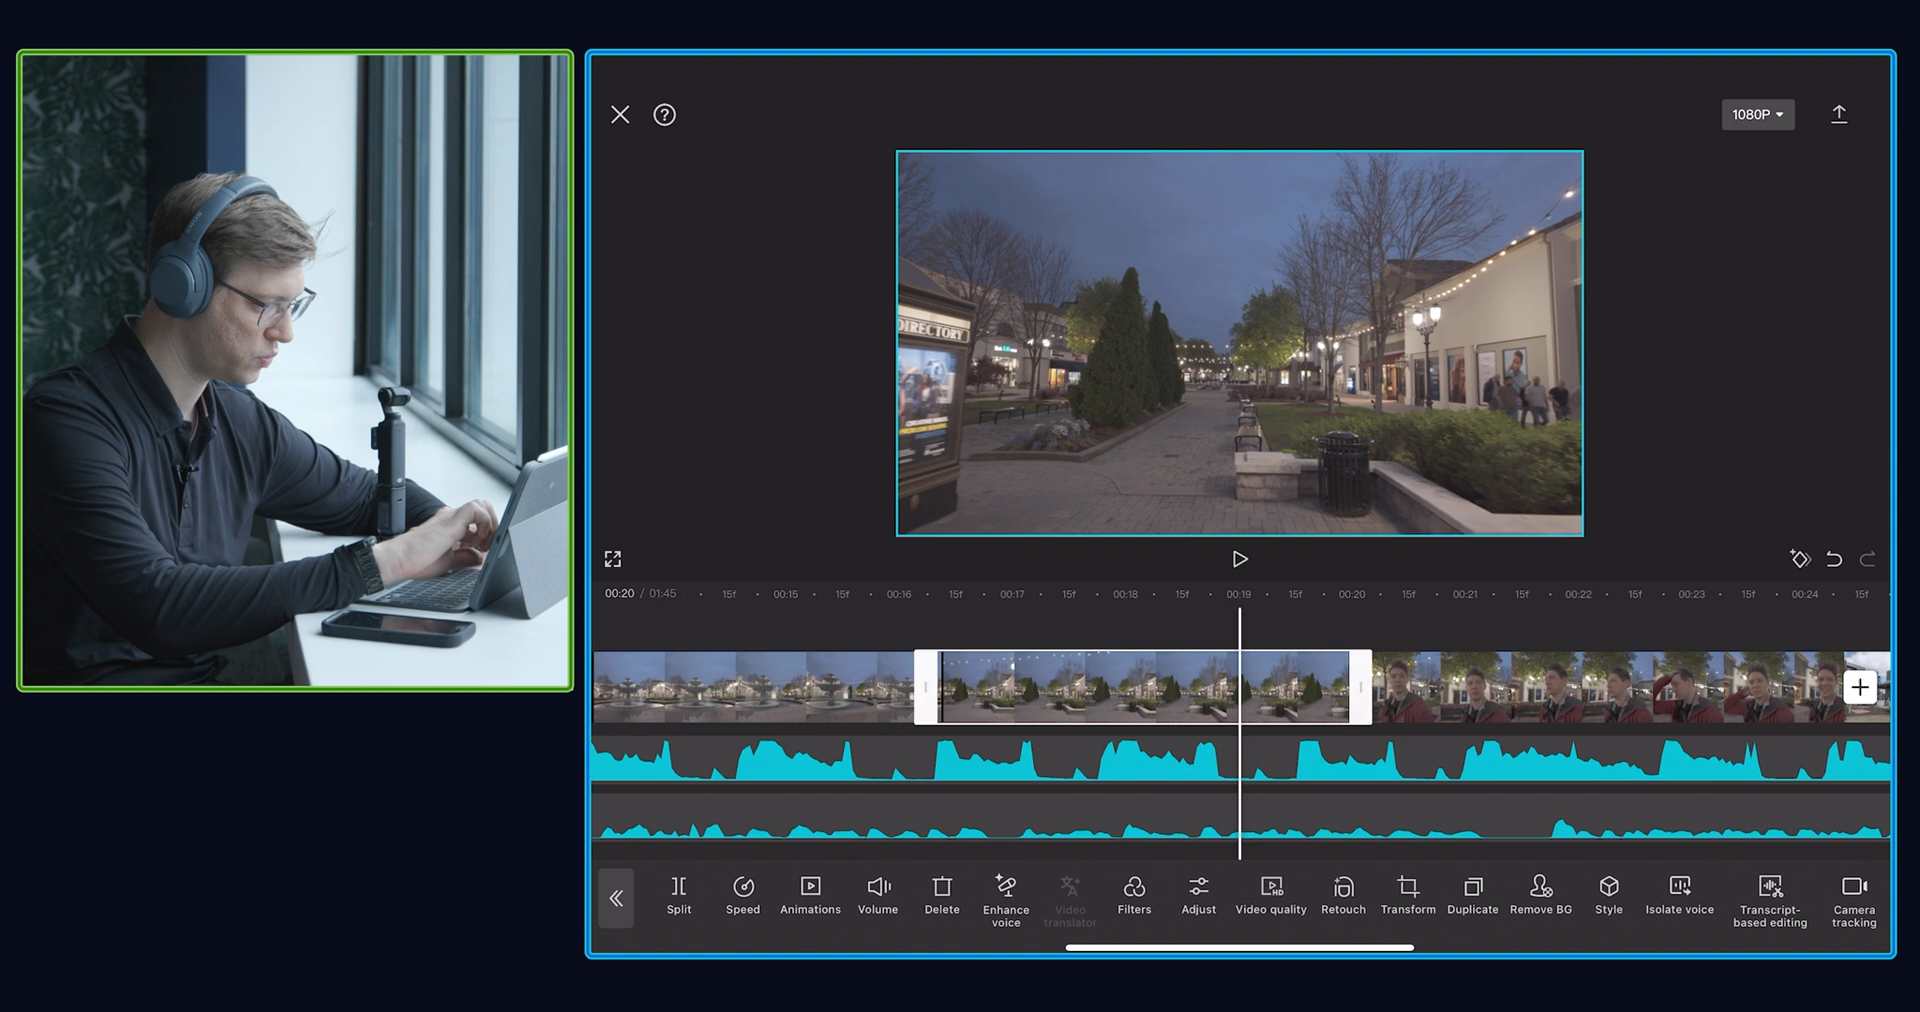 1080P
SONY
DIRECTORY
00:20 / 01:45
15f 00:15 15f 00:16 15f 00:17 15f 00:18 15f 00:19 15f 00:20 15f 00:21 15f 00:22 15f 00:23 15f 00:24 15f
Split
Speed
Animations
Volume
Delete
Enhance
voice
Video
translator
Filters
Adjust
HD
Video quality
Retouch
Transform
Duplicate
Remove BG
Style
Isolate voice
Transcript-
based editing
Camera
tracking